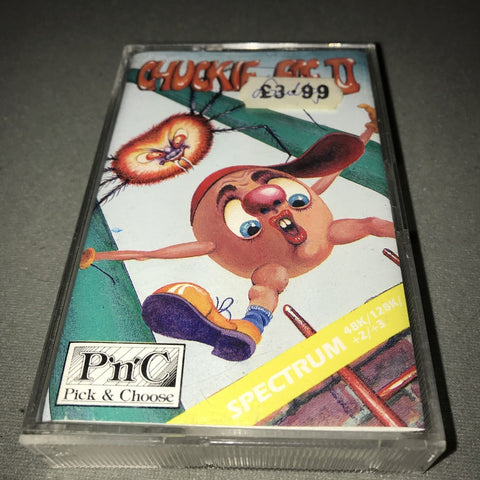 CHUCKIE EGG II
£3.99
SPECTRUM 48K/128K/
+2/+3
P'n'C
Pick & Choose